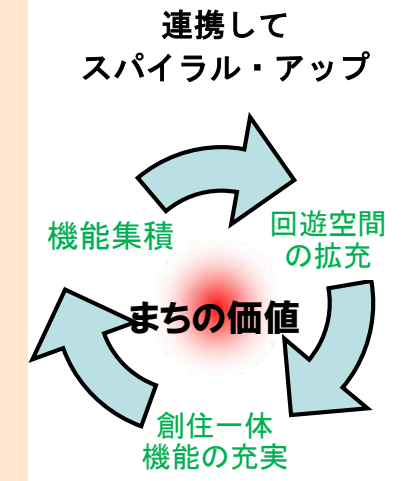 連携して
スパイラル・アップ
機能集積
回遊空間
の拡充
まちの価値
創住一体
機能の充実